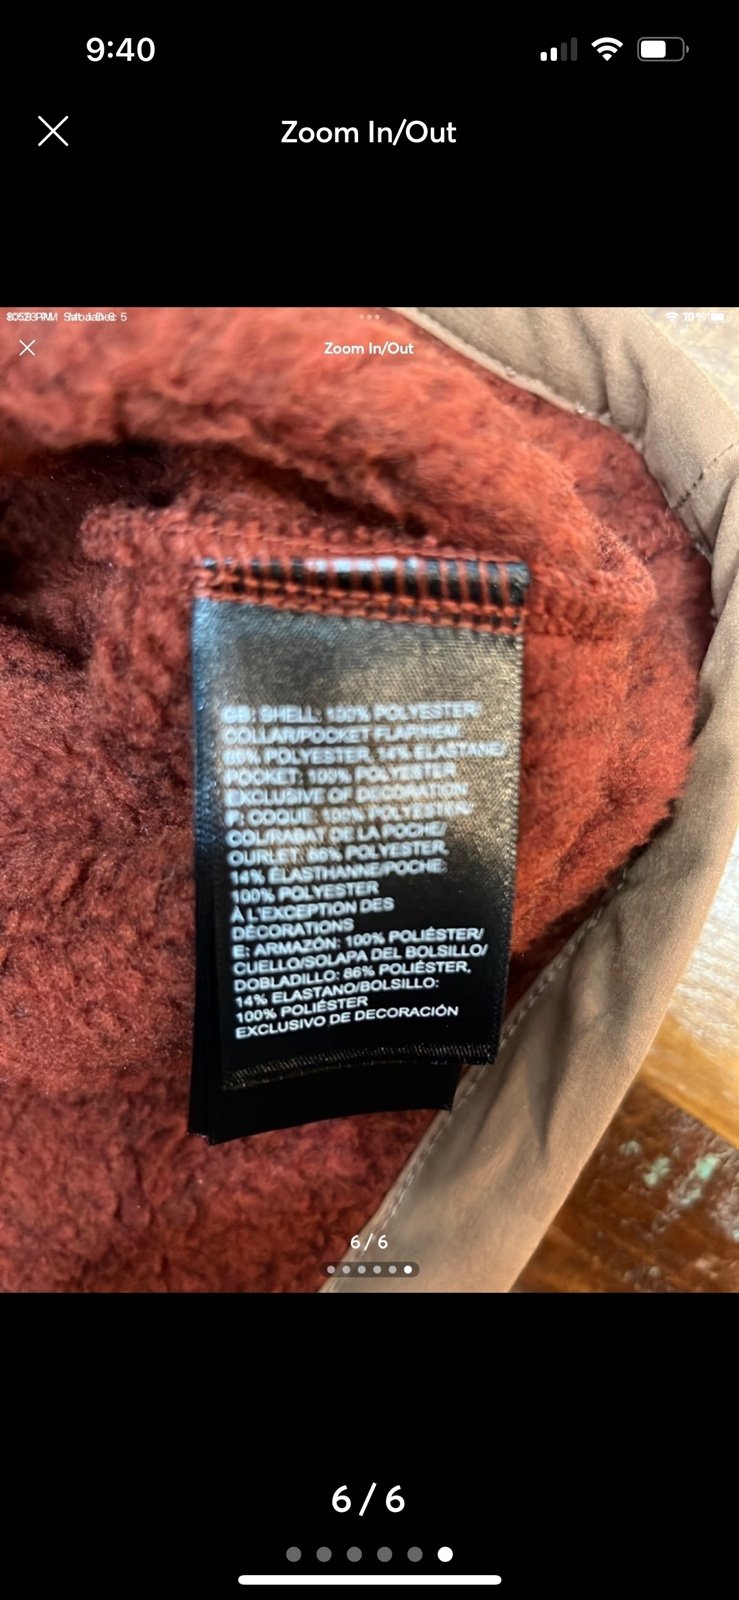 9:40
Zoom In/Out
Zoom In/Out
GB: SHELL: 100% POLYESTER/
COLLAR/POCKET FLAP/HEM:
86% POLYESTER, 14% ELASTANE/
POCKET: 100% POLYESTER
EXCLUSIVE OF DECORATION
F: COQUE: 100% POLYESTER/
COL/RABAT DE LA POCHE/
OURLET: 86% POLYESTER,
14% ÉLASTHANNE/POCHE:
100% POLYESTER
À L'EXCEPTION DES
DÉCORATIONS
E: ARMAZÓN: 100% POLIÉSTER/
CUELLO/SOLAPA DEL BOLSILLO/
DOBLADILLO: 86% POLIÉSTER,
14% ELASTANO/BOLSILLO:
100% POLIÉSTER
EXCLUSIVO DE DECORACIÓN
6/6
6/6